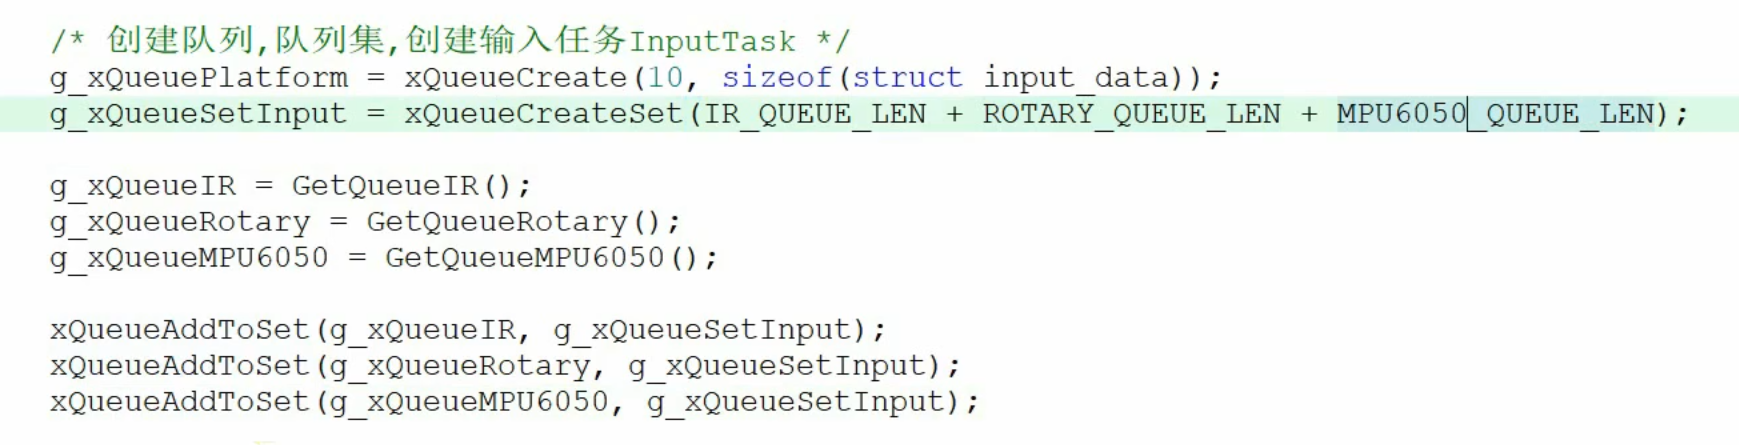 /* 创建队列,队列集,创建输入任务InputTask */
g_xQueuePlatform = xQueueCreate(10, sizeof(struct input_data));
g_xQueueSetInput = xQueueCreateSet(IR_QUEUE_LEN + ROTARY_QUEUE_LEN + MPU6050_QUEUE_LEN);
g_xQueueIR = GetQueueIR();
g_xQueueRotary = GetQueueRotary();
g_xQueueMPU6050 = GetQueueMPU6050();
xQueueAddToSet(g_xQueueIR, g_xQueueSetInput);
xQueueAddToSet(g_xQueueRotary, g_xQueueSetInput);
xQueueAddToSet(g_xQueueMPU6050, g_xQueueSetInput);